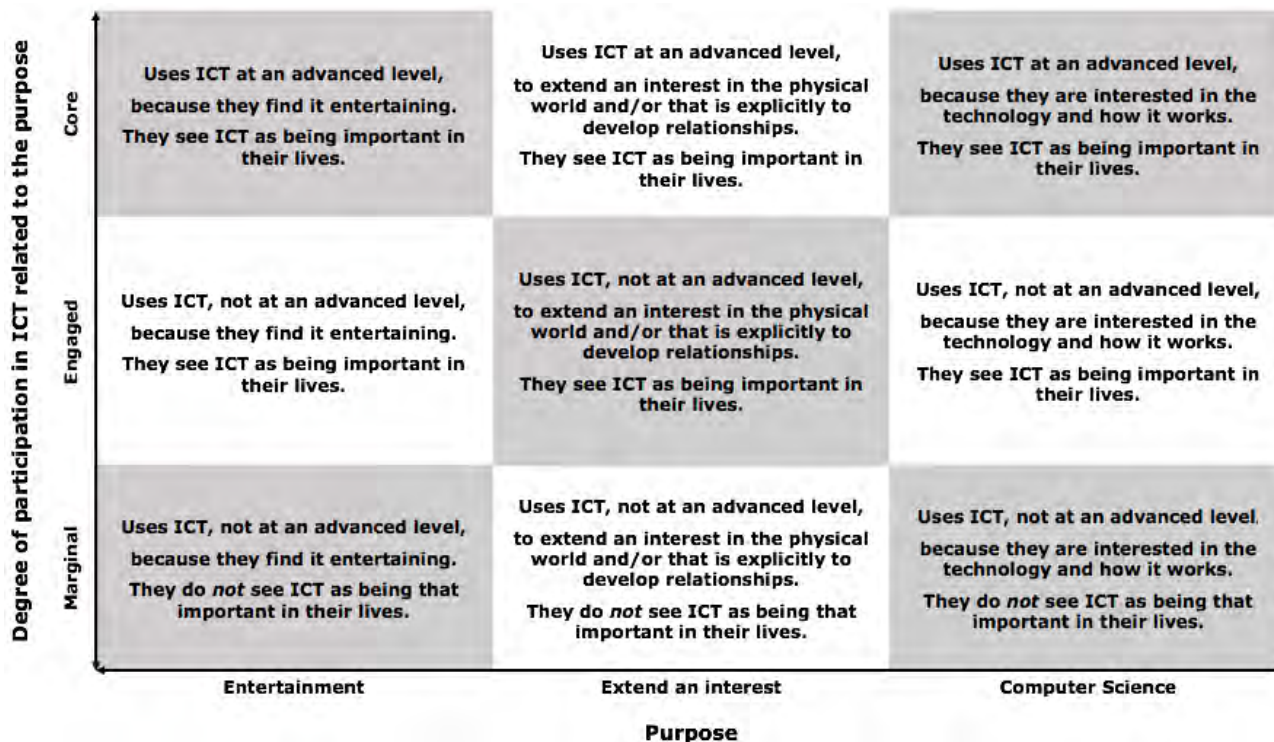 Degree of participation in ICT related to the purpose
Core
Uses ICT at an advanced level,
because they find it entertaining.
They see ICT as being important in
their lives.
Uses ICT at an advanced level,
to extend an interest in the physical
world and/or that is explicitly to
develop relationships.
They see ICT as being important in
their lives.
Uses ICT at an advanced level,
because they are interested in the
technology and how it works.
They see ICT as being important in
their lives.
Engaged
Uses ICT, not at an advanced level,
because they find it entertaining.
They see ICT as being important in
their lives.
Uses ICT, not at an advanced level,
to extend an interest in the physical
world and/or that is explicitly to
develop relationships.
They see ICT as being important in
their lives.
Uses ICT, not at an advanced level,
because they are interested in the
technology and how it works.
They see ICT as being important in
their lives.
Marginal
Uses ICT, not at an advanced level,
because they find it entertaining.
They do not see ICT as being that
important in their lives.
Uses ICT, not at an advanced level,
to extend an interest in the physical
world and/or that is explicitly to
develop relationships.
They do not see ICT as being that
important in their lives.
Uses ICT, not at an advanced level,
because they are interested in the
technology and how it works.
They do not see ICT as being that
important in their lives.
Entertainment
Extend an interest
Computer Science
Purpose